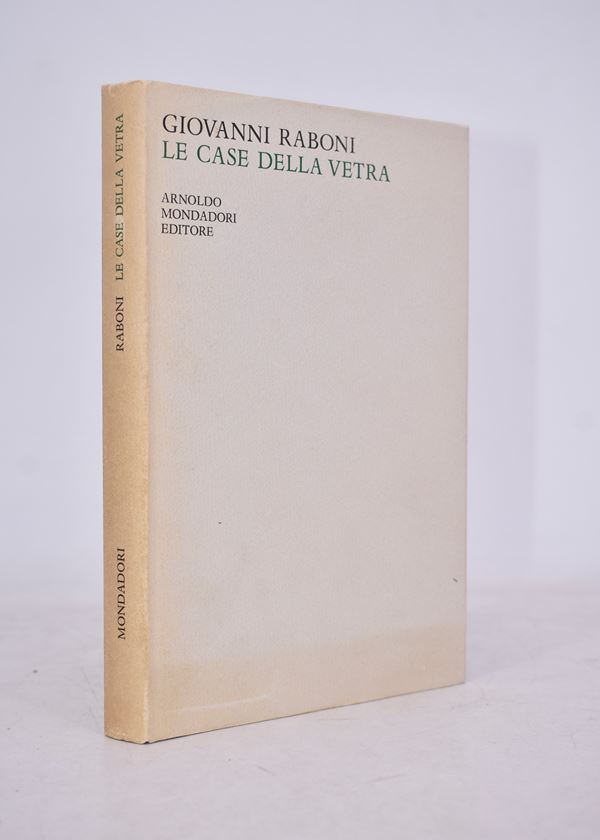 GIOVANNI RABONI
LE CASE DELLA VETRA
ARNOLDO
MONDADORI
EDITORE
RABONI LE CASE DELLA VETRA
MONDADORI